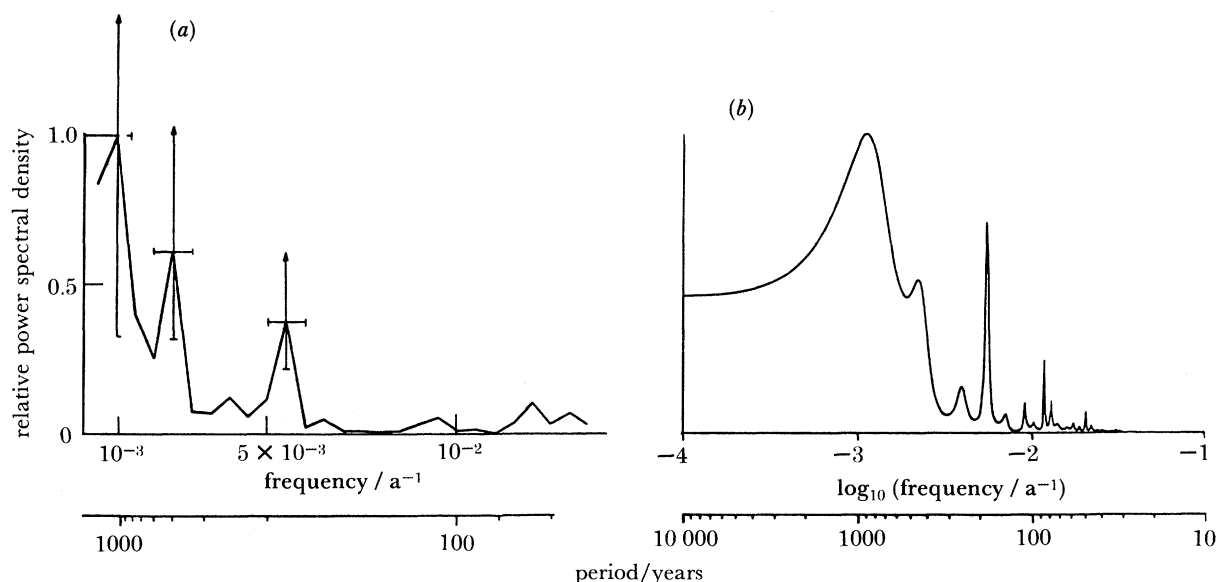 (a)
1.0
0.5
0
relative power spectral density
10⁻³ 5 × 10⁻³ 10⁻²
frequency / a⁻¹
1000 100
(b)
−4 −3 −2 −1
log₁₀ (frequency / a⁻¹)
10 000 1000 100 10
period/years